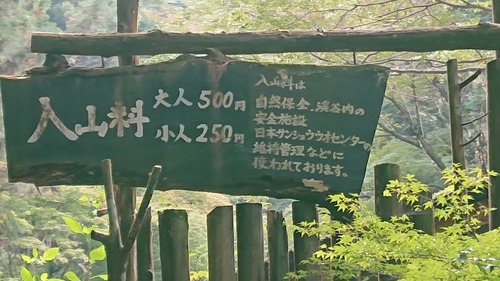 入山料
大人500円
小人250円
入山料は
自然保全、渓谷内の
安全施設
日本サンショウウオセンターの
維持管理などに
使われております。